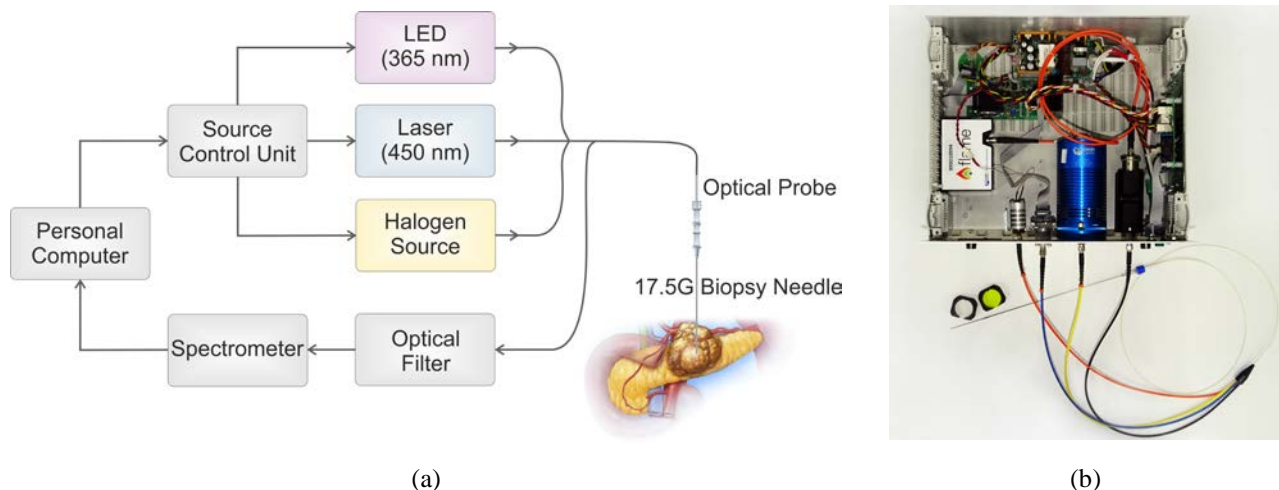 LED
(365 nm)
Source
Control Unit
Laser
(450 nm)
Optical Probe
Personal
Computer
Halogen
Source
17.5G Biopsy Needle
Spectrometer
Optical
Filter
flame
(a)
(b)